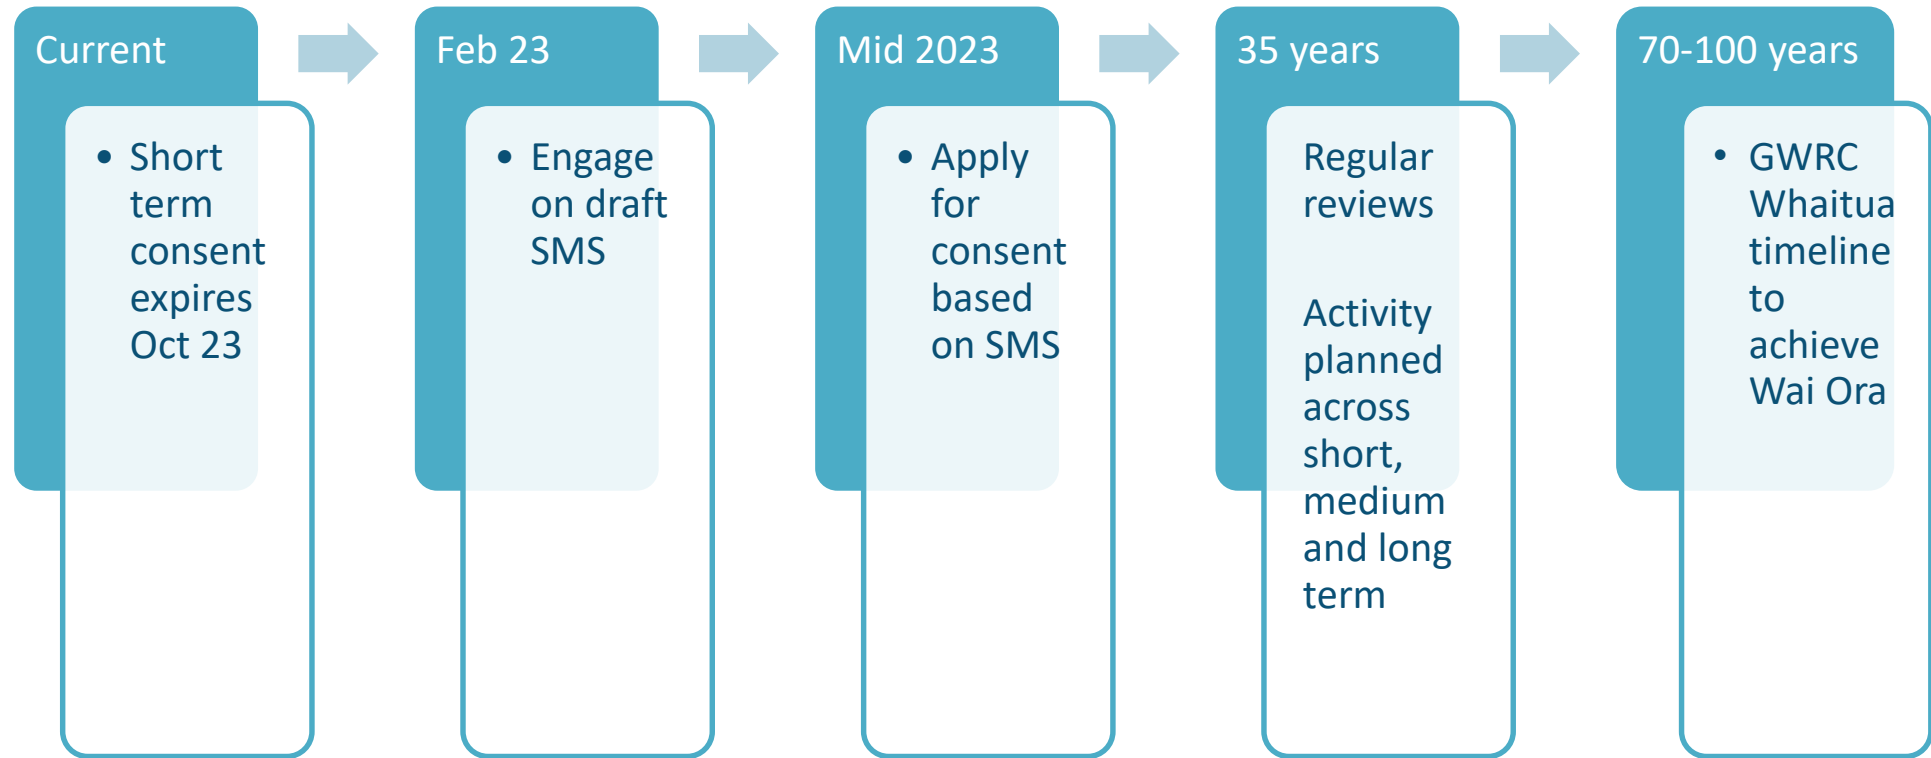 Current
• Short
term
consent
expires
Oct 23
Feb 23
• Engage
on draft
SMS
Mid 2023
• Apply
for
consent
based
on SMS
35 years
Regular
reviews
Activity
planned
across
short,
medium
and long
term
70-100 years
• GWRC
Whaitua
timeline
to
achieve
Wai Ora